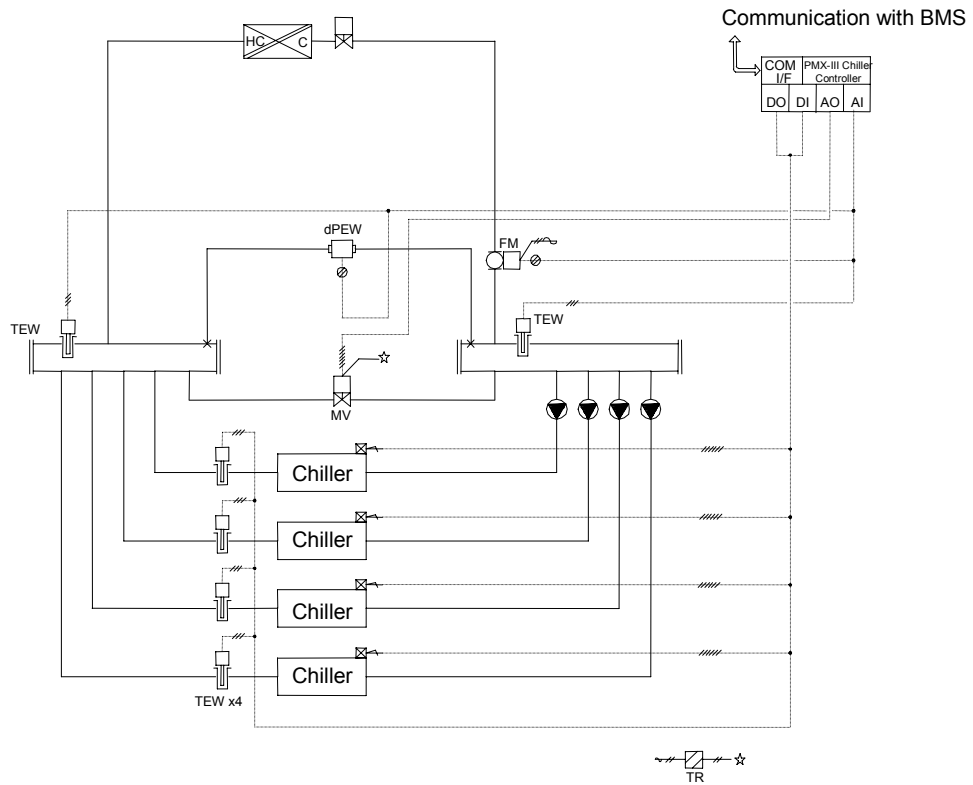 Communication with BMS
HC C
COM I/F
PMX-III Chiller Controller
DO DI AO AI
dPEW
FM
TEW
TEW
MV
Chiller
Chiller
Chiller
Chiller
TEW x4
TR